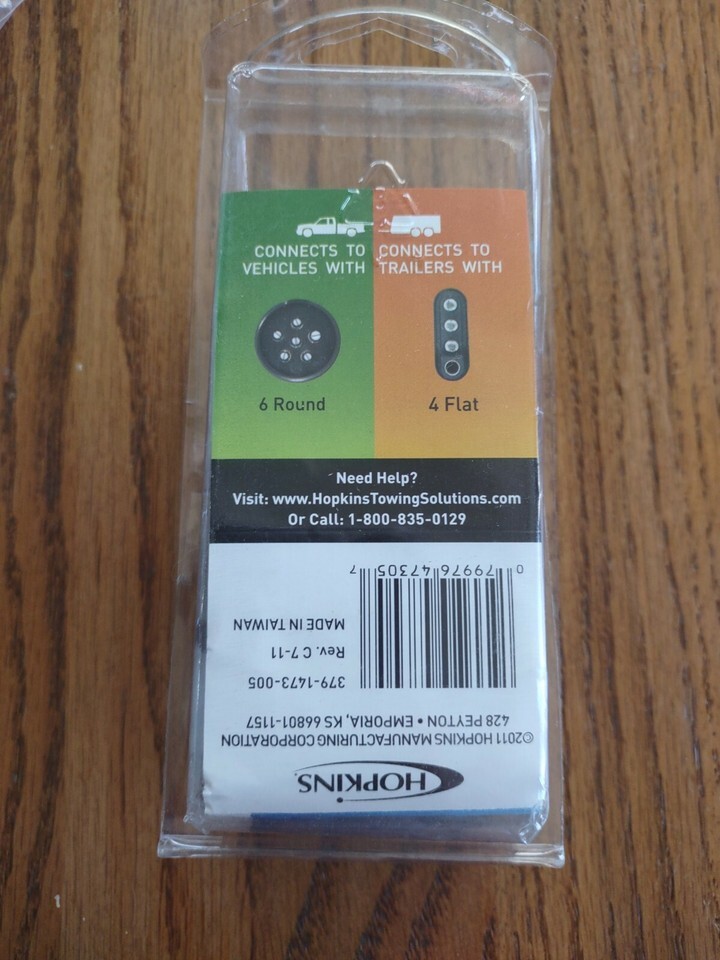 CONNECTS TO
VEHICLES WITH
CONNECTS TO
TRAILERS WITH
6 Round
4 Flat
Need Help?
Visit: www.HopkinsTowingSolutions.com
Or Call: 1-800-835-0129
HOPKINS
©2011 HOPKINS MANUFACTURING CORPORATION
428 PEYTON • EMPORIA, KS 66801-1157
379-1473-005
Rev. C 7-11
MADE IN TAIWAN
0 79976 47305 7